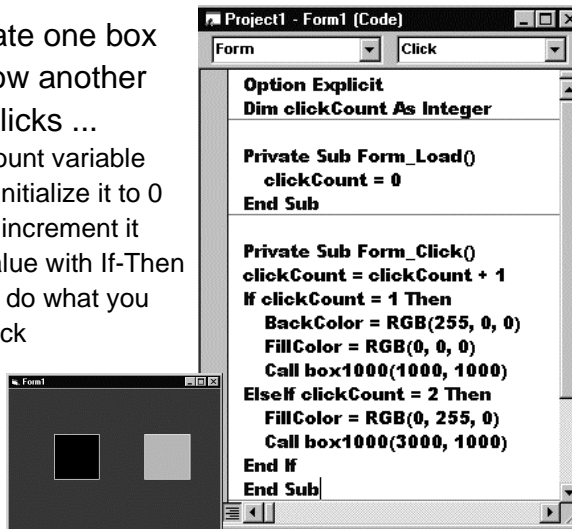 ate one box
ow another
licks ...
ount variable
nitialize it to 0
increment it
alue with If-Then
do what you
ck
Project1 - Form1 (Code)
Form Click
Option Explicit
Dim clickCount As Integer
Private Sub Form_Load()
clickCount = 0
End Sub
Private Sub Form_Click()
clickCount = clickCount + 1
If clickCount = 1 Then
BackColor = RGB(255, 0, 0)
FillColor = RGB(0, 0, 0)
Call box1000(1000, 1000)
ElseIf clickCount = 2 Then
FillColor = RGB(0, 255, 0)
Call box1000(3000, 1000)
End If
End Sub
Form1